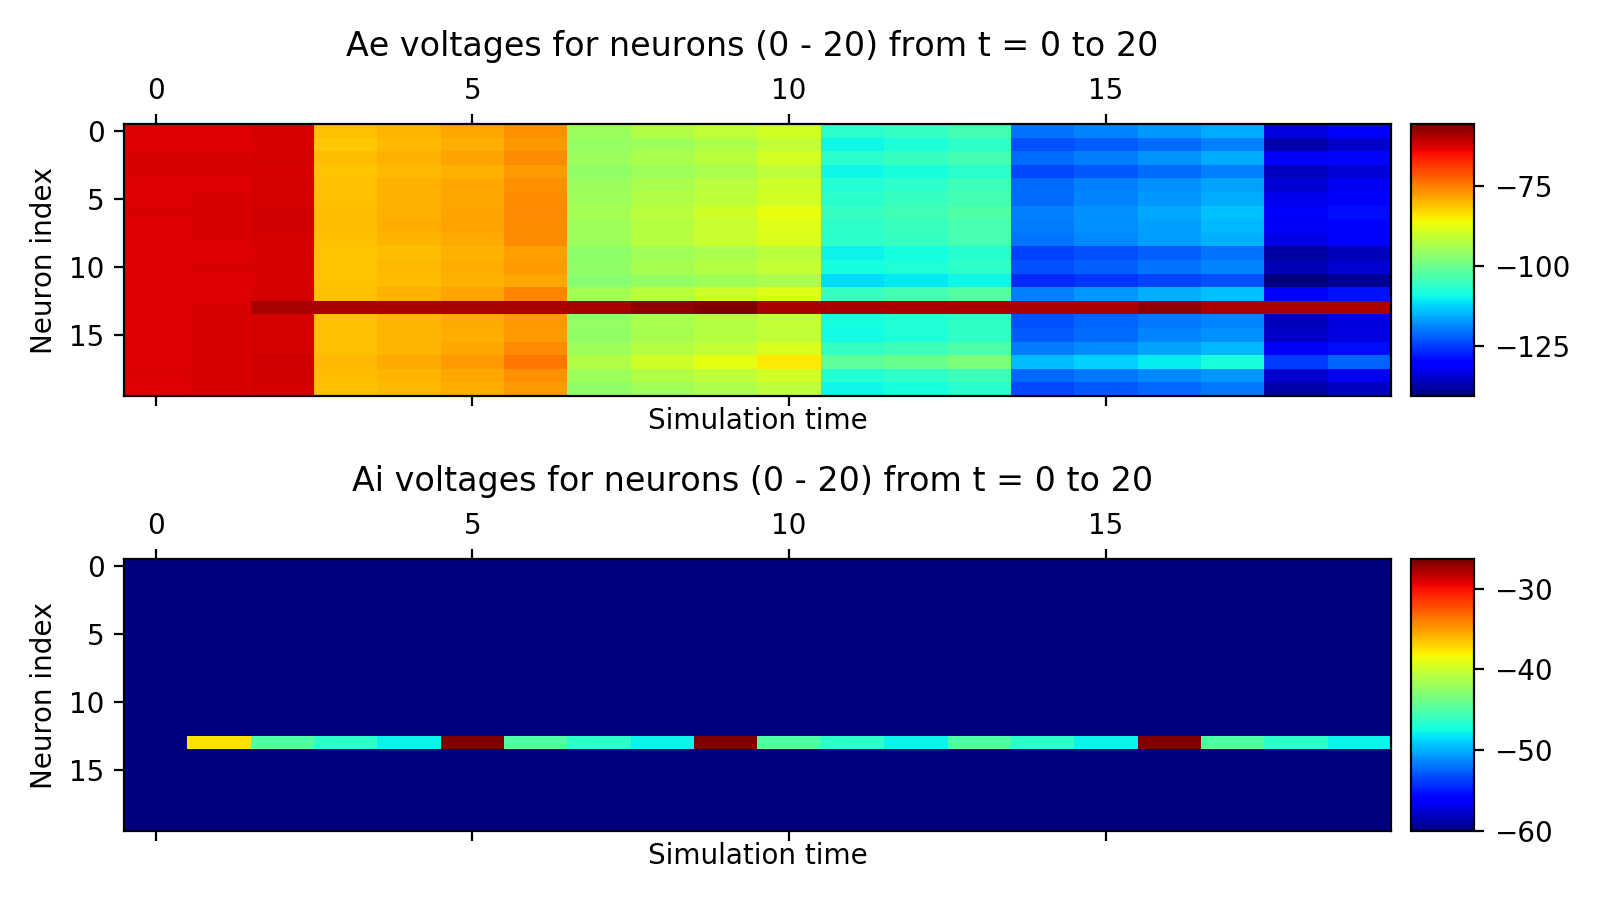 Ae voltages for neurons (0 - 20) from t = 0 to 20
0 5 10 15
Neuron index
0
5
10
15
Simulation time
−75
−100
−125
Ai voltages for neurons (0 - 20) from t = 0 to 20
0 5 10 15
Neuron index
0
5
10
15
Simulation time
−30
−40
−50
−60